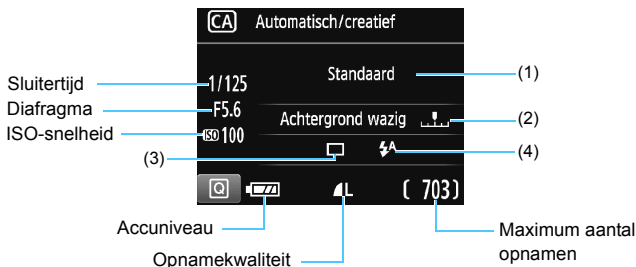 CA Automatisch/creatief
Sluitertijd 1/125 Standaard (1)
Diafragma F5.6
ISO-snelheid ISO 100 Achtergrond wazig (2)
(3) A (4)
Q L ( 703)
Accuniveau
Opnamekwaliteit
Maximum aantal
opnamen